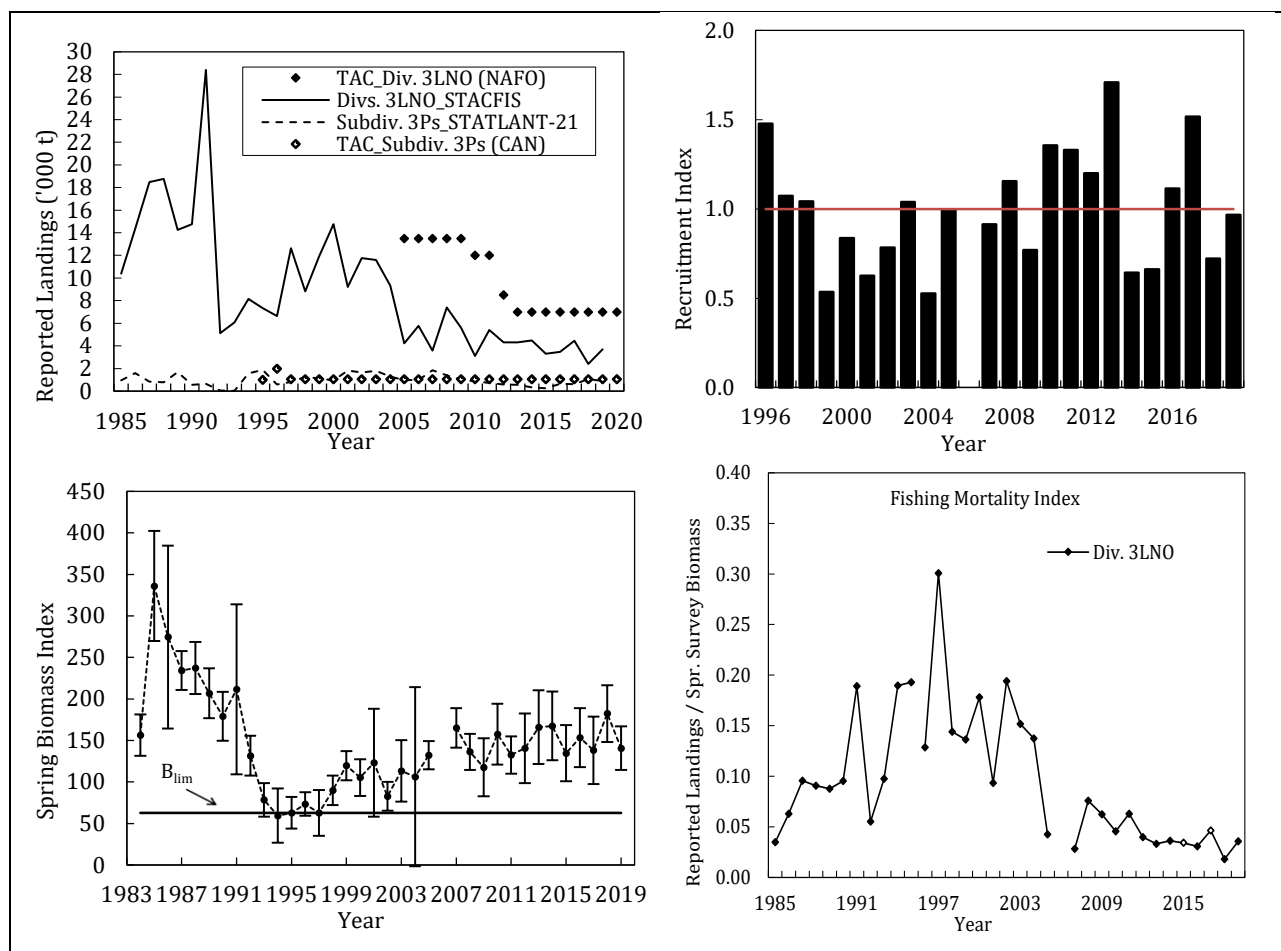 30
28
26
24
22
20
18
16
14
12
10
8
6
4
2
0
Reported Landings ('000 t)
TAC_Div. 3LNO (NAFO)
Divs. 3LNO_STACFIS
Subdiv. 3Ps_STATLANT-21
TAC_Subdiv. 3Ps (CAN)
1985 1990 1995 2000 2005 2010 2015 2020
Year
2.0
1.5
1.0
0.5
0.0
Recruitment Index
1996 2000 2004 2008 2012 2016
Year
450
400
350
300
250
200
150
100
50
0
Spring Biomass Index
Blim
1983 1987 1991 1995 1999 2003 2007 2011 2015 2019
Year
0.40
0.35
0.30
0.25
0.20
0.15
0.10
0.05
0.00
Reported Landings / Spr. Survey Biomass
Fishing Mortality Index
Div. 3LNO
1985 1991 1997 2003 2009 2015
Year